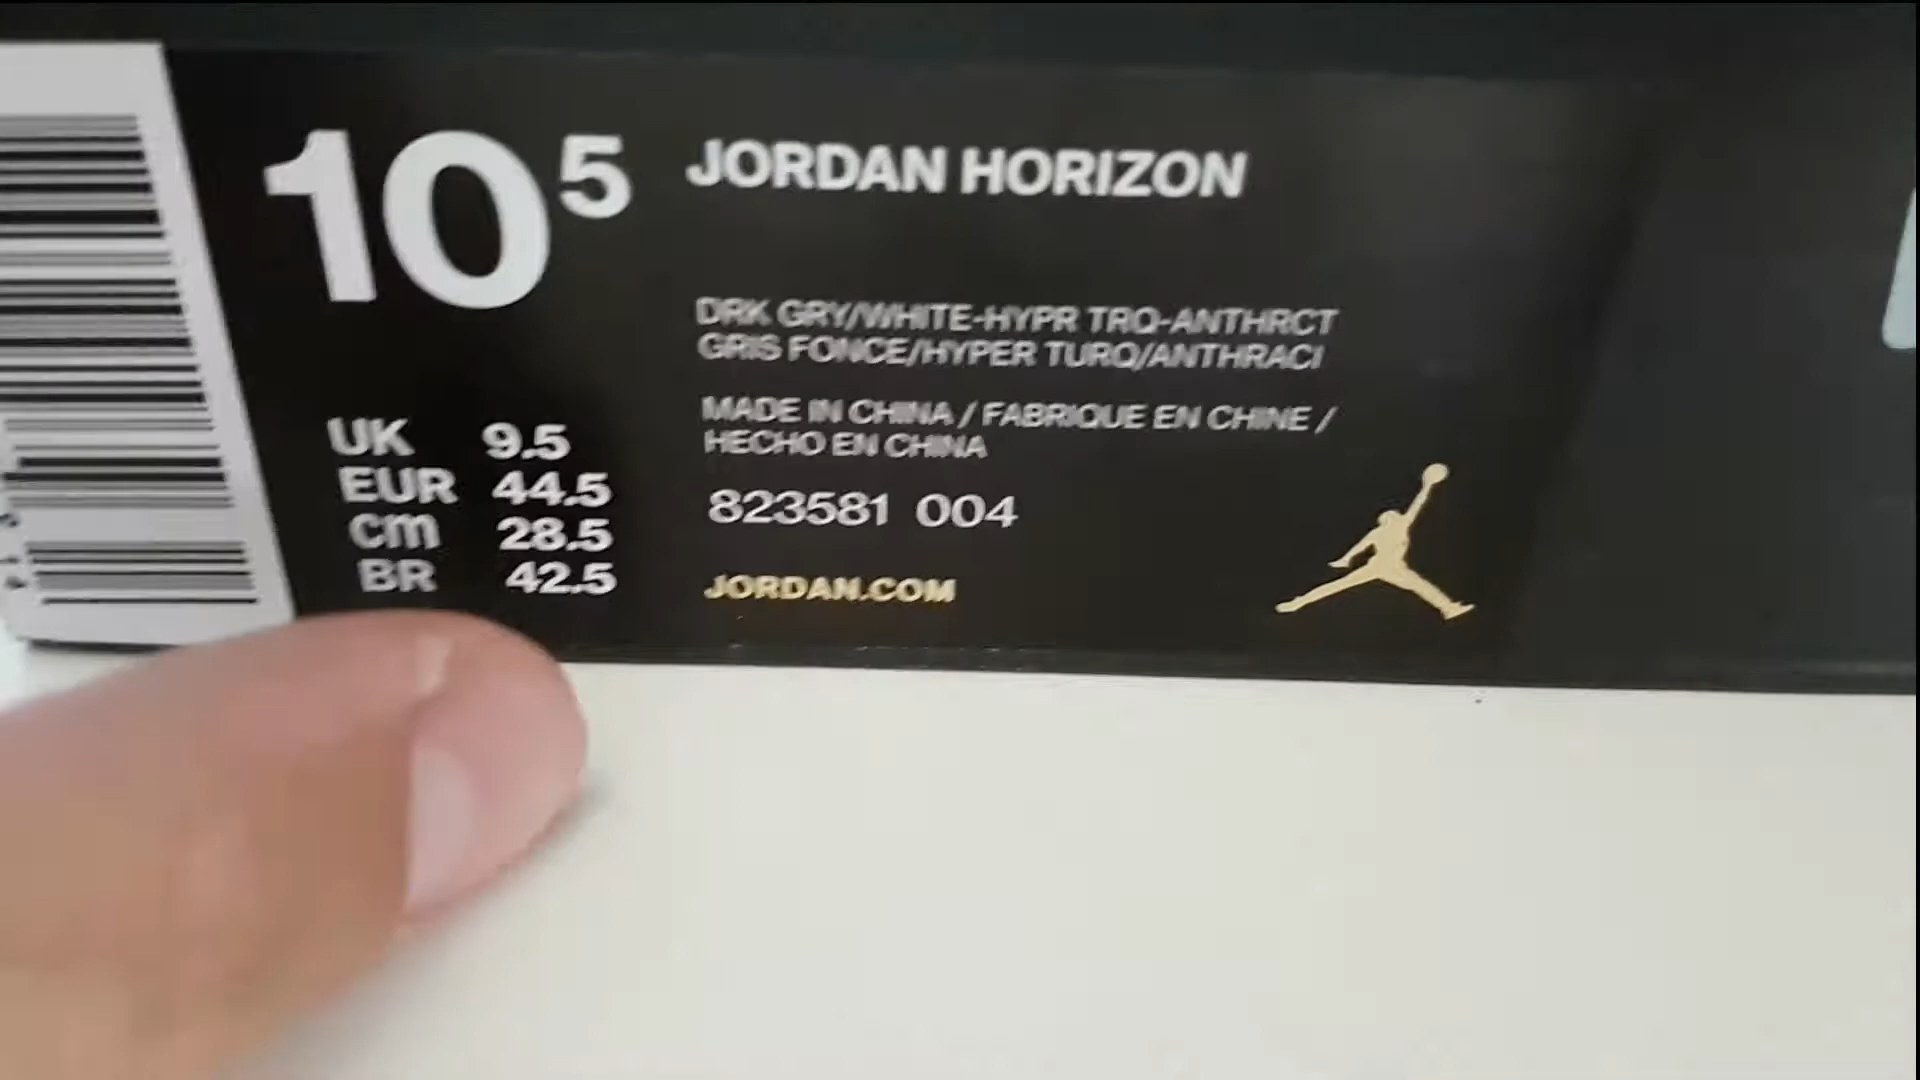 10 5
JORDAN HORIZON
DRK GRY/WHITE-HYPR TRQ-ANTHRCT
GRIS FONCE/HYPER TURQ/ANTHRACI
MADE IN CHINA / FABRIQUE EN CHINE /
HECHO EN CHINA
UK 9.5
EUR 44.5
cm 28.5
BR 42.5
823581 004
JORDAN.COM